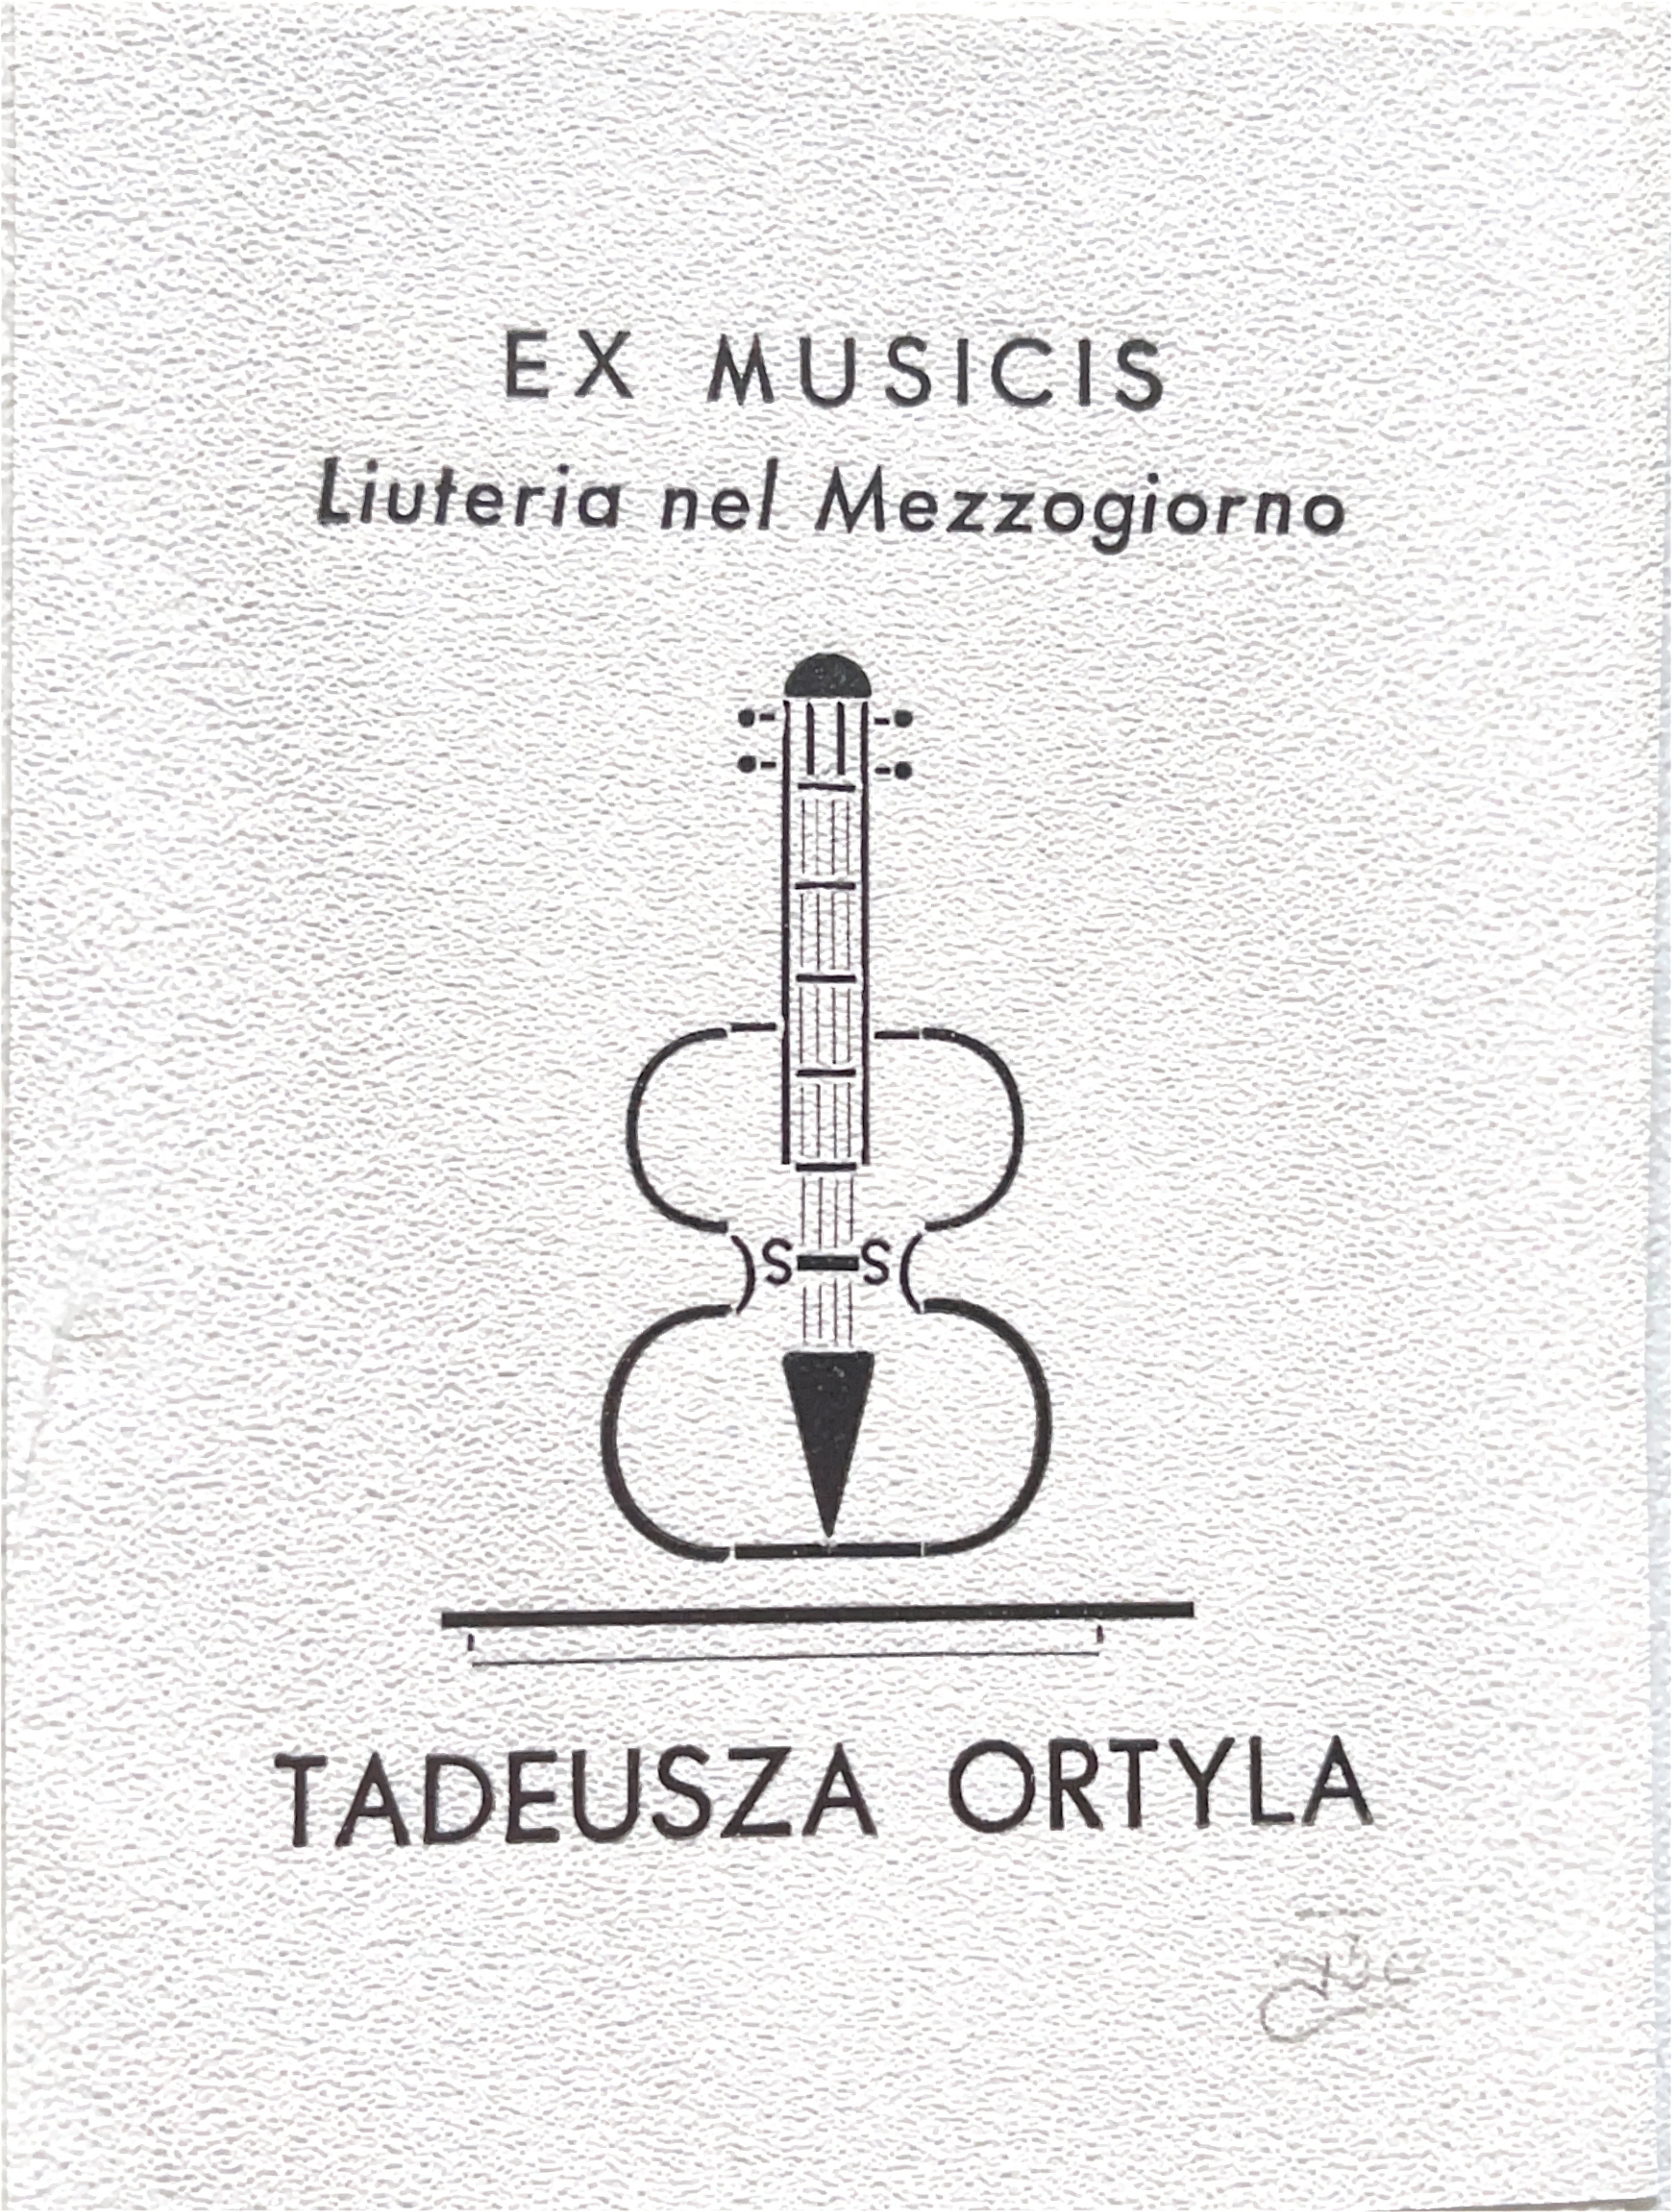 EX MUSICIS
Liuteria nel Mezzogiorno
S S
TADEUSZA ORTYLA